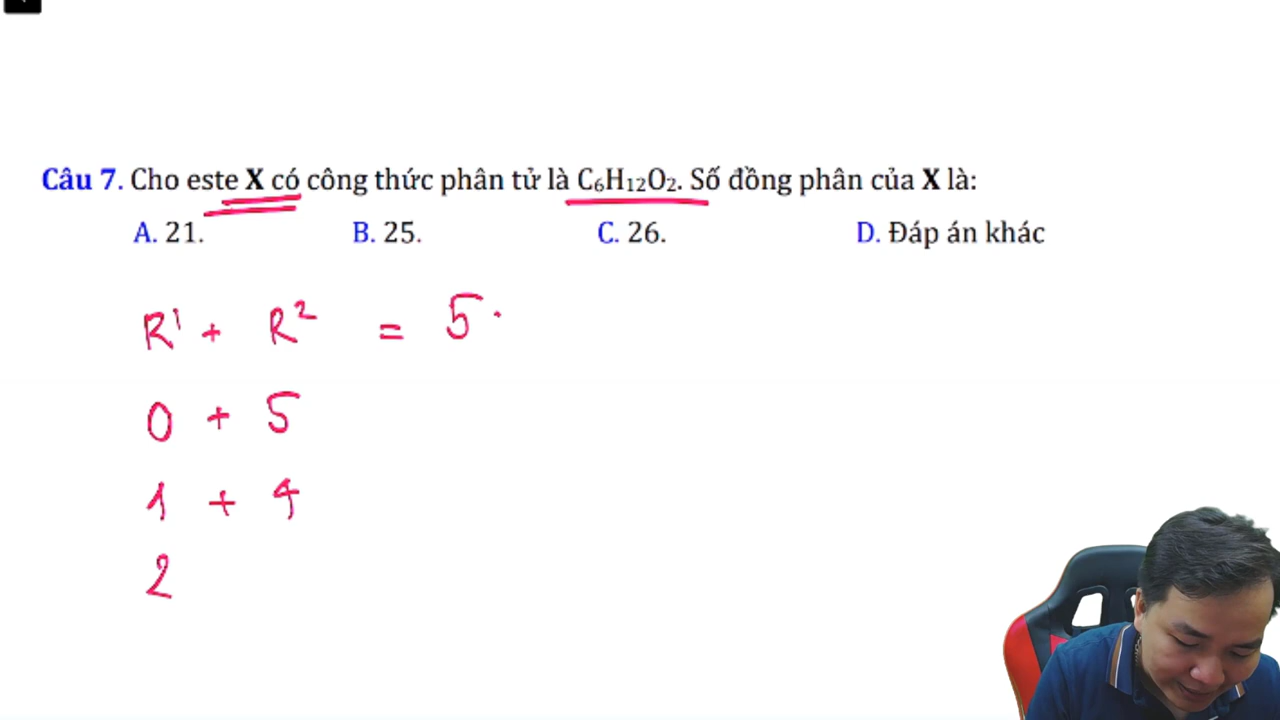 Câu 7. Cho este X có công thức phân tử là C₆H₁₂O₂. Số đồng phân của X là:
A. 21. B. 25. C. 26. D. Đáp án khác
R¹ + R² = 5.
0 + 5
1 + 4
2